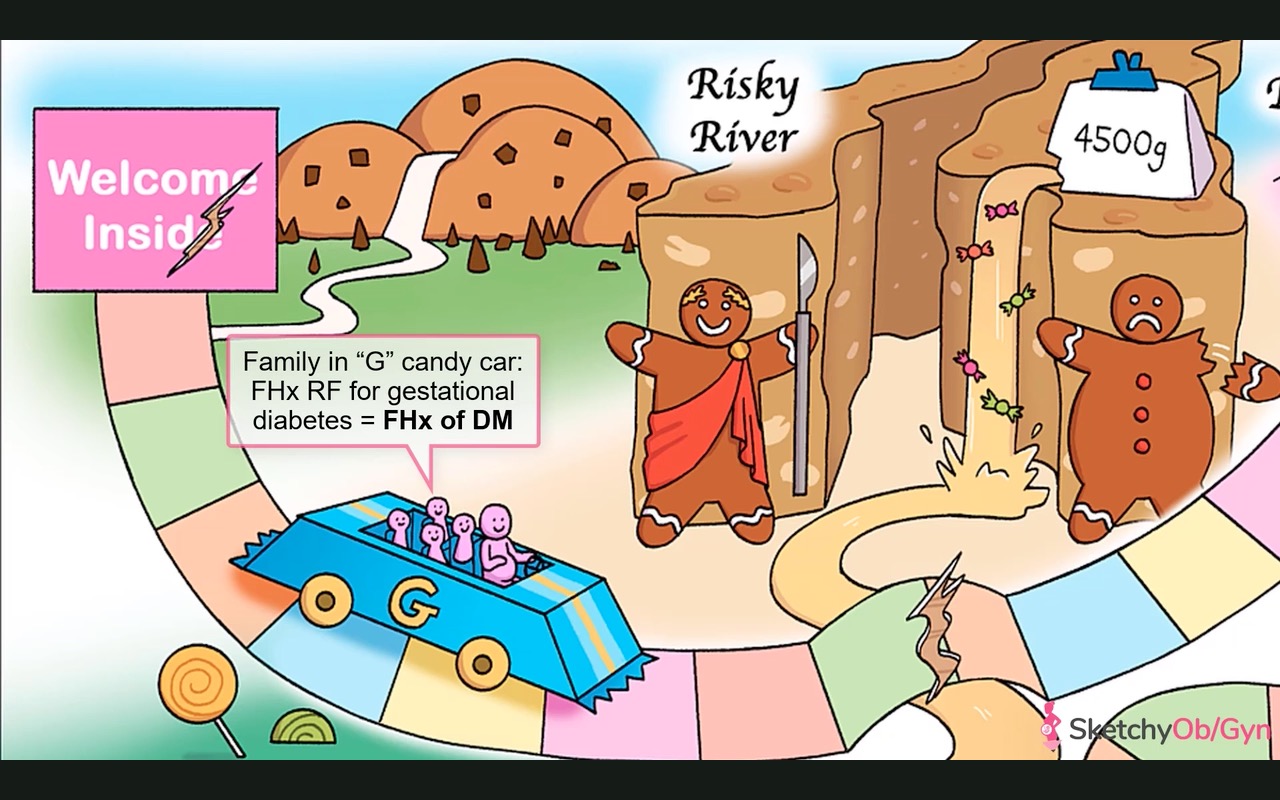 Welcome
Inside
Risky
River
4500g
Family in “G” candy car:
FHx RF for gestational
diabetes = FHx of DM
G
SketchyOb/Gyn